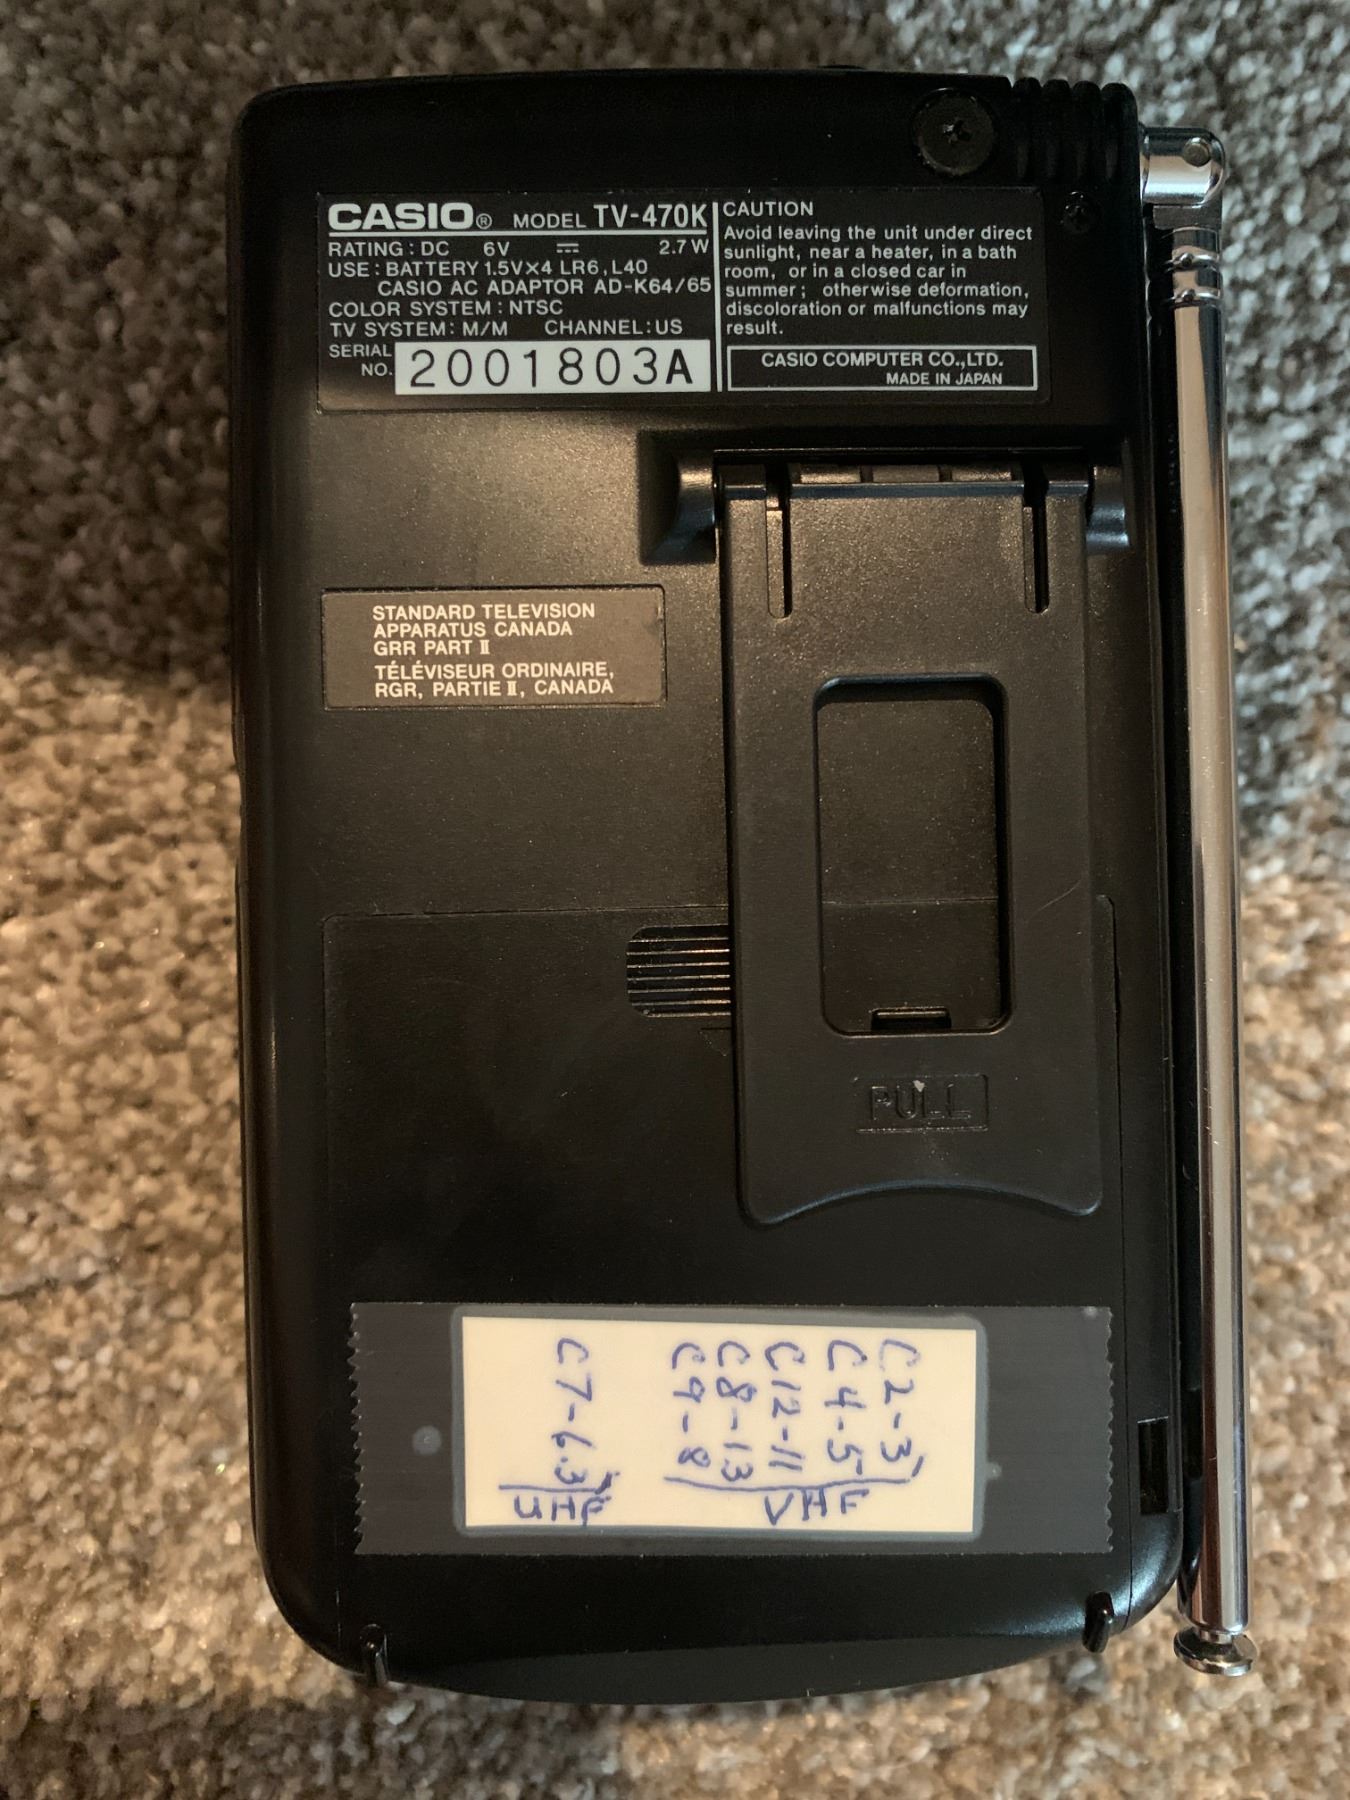 CASIO® MODEL TV-470K
RATING : DC 6V ⎓ 2.7 W
USE : BATTERY 1.5V×4 LR6, L40
CASIO AC ADAPTOR AD-K64/65
COLOR SYSTEM : NTSC
TV SYSTEM : M/M CHANNEL : US
SERIAL
NO. 2001803A
CAUTION
Avoid leaving the unit under direct
sunlight, near a heater, in a bath
room, or in a closed car in
summer ; otherwise deformation,
discoloration or malfunctions may
result.
CASIO COMPUTER CO.,LTD.
MADE IN JAPAN
STANDARD TELEVISION
APPARATUS CANADA
GRR PART II
TÉLÉVISEUR ORDINAIRE,
RGR, PARTIE II, CANADA
PULL
C2-3
C4-5
C12-11
C8-13
C9-8
VHF
C7-63
UHF